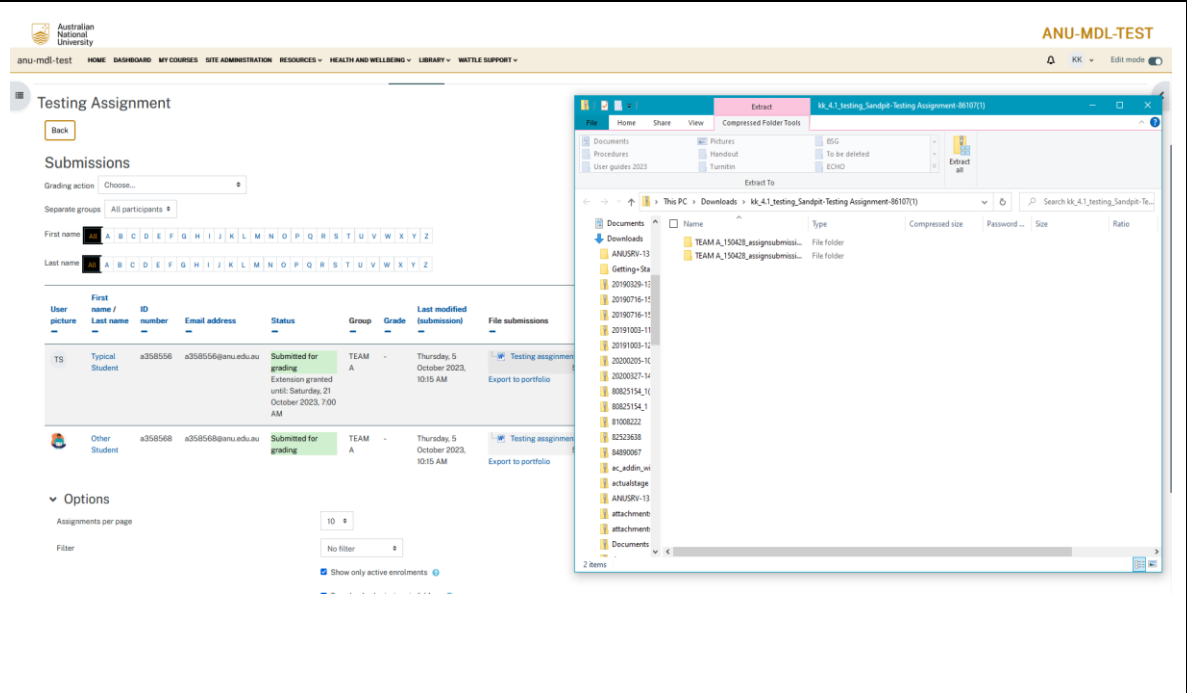 Australian
National
University
ANU-MDL-TEST
anu-mdl-test HOME DASHBOARD MY COURSES SITE ADMINISTRATION RESOURCES HEALTH AND WELLBEING LIBRARY WATTLE SUPPORT KK Edit mode
Testing Assignment
Back
Submissions
Grading action Choose...
Separate groups All participants
First name All A B C D E F G H I J K L M N O P Q R S T U V W X Y Z
Last name All A B C D E F G H I J K L M N O P Q R S T U V W X Y Z
User picture First name / Last name ID number Email address Status Group Grade Last modified (submission) File submissions
TS Typical Student a358556 a358556@anu.edu.au Submitted for grading TEAM A - Thursday, 5 October 2023, 10:15 AM Testing assginmen
Extension granted until: Saturday, 21 October 2023, 7:00 AM
Export to portfolio
Other Student a358568 a358568@anu.edu.au Submitted for grading TEAM A - Thursday, 5 October 2023, 10:15 AM Testing assginmen
Export to portfolio
Options
Assignments per page 10
Filter No filter
Show only active enrolments
Extract kk_4.1_testing_Sandpit-Testing Assignment-86107(1)
File Home Share View Compressed Folder Tools
Documents Pictures BSG
Procedures Handout To be deleted
User guides 2023 Turnitin ECHO
Extract all
Extract To
This PC > Downloads > kk_4.1_testing_Sandpit-Testing Assignment-86107(1) Search kk_4.1_testing_Sandpit-Te...
Documents Name Type Compressed size Password ... Size Ratio
Downloads TEAM A_150428_assignsubmissi... File folder
ANUSRV-13 TEAM A_150428_assignsubmissi... File folder
Getting+Sta
20190329-13
20190716-15
20190716-15
20191003-11
20191003-12
20200205-10
20200327-14
80825154_1(
80825154_1
81008222
82523638
84890067
ac_addin_wi
actualstage
ANUSRV-13
attachment
attachment
Documents
2 items